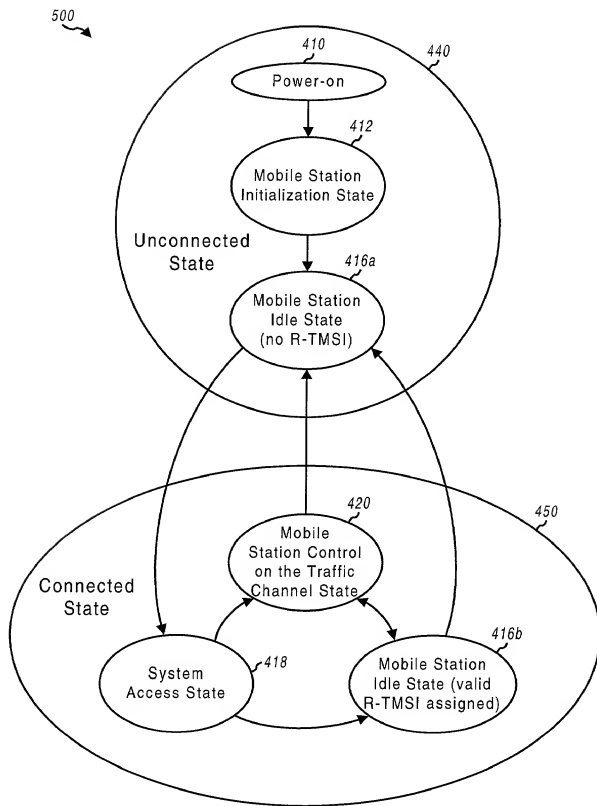 500
410
440
Power-on
412
Mobile Station
Initialization State
Unconnected
State
416a
Mobile Station
Idle State
(no R-TMSI)
420
450
Mobile
Station Control
on the Traffic
Channel State
Connected
State
416b
System
Access State
418
Mobile Station
Idle State (valid
R-TMSI assigned)